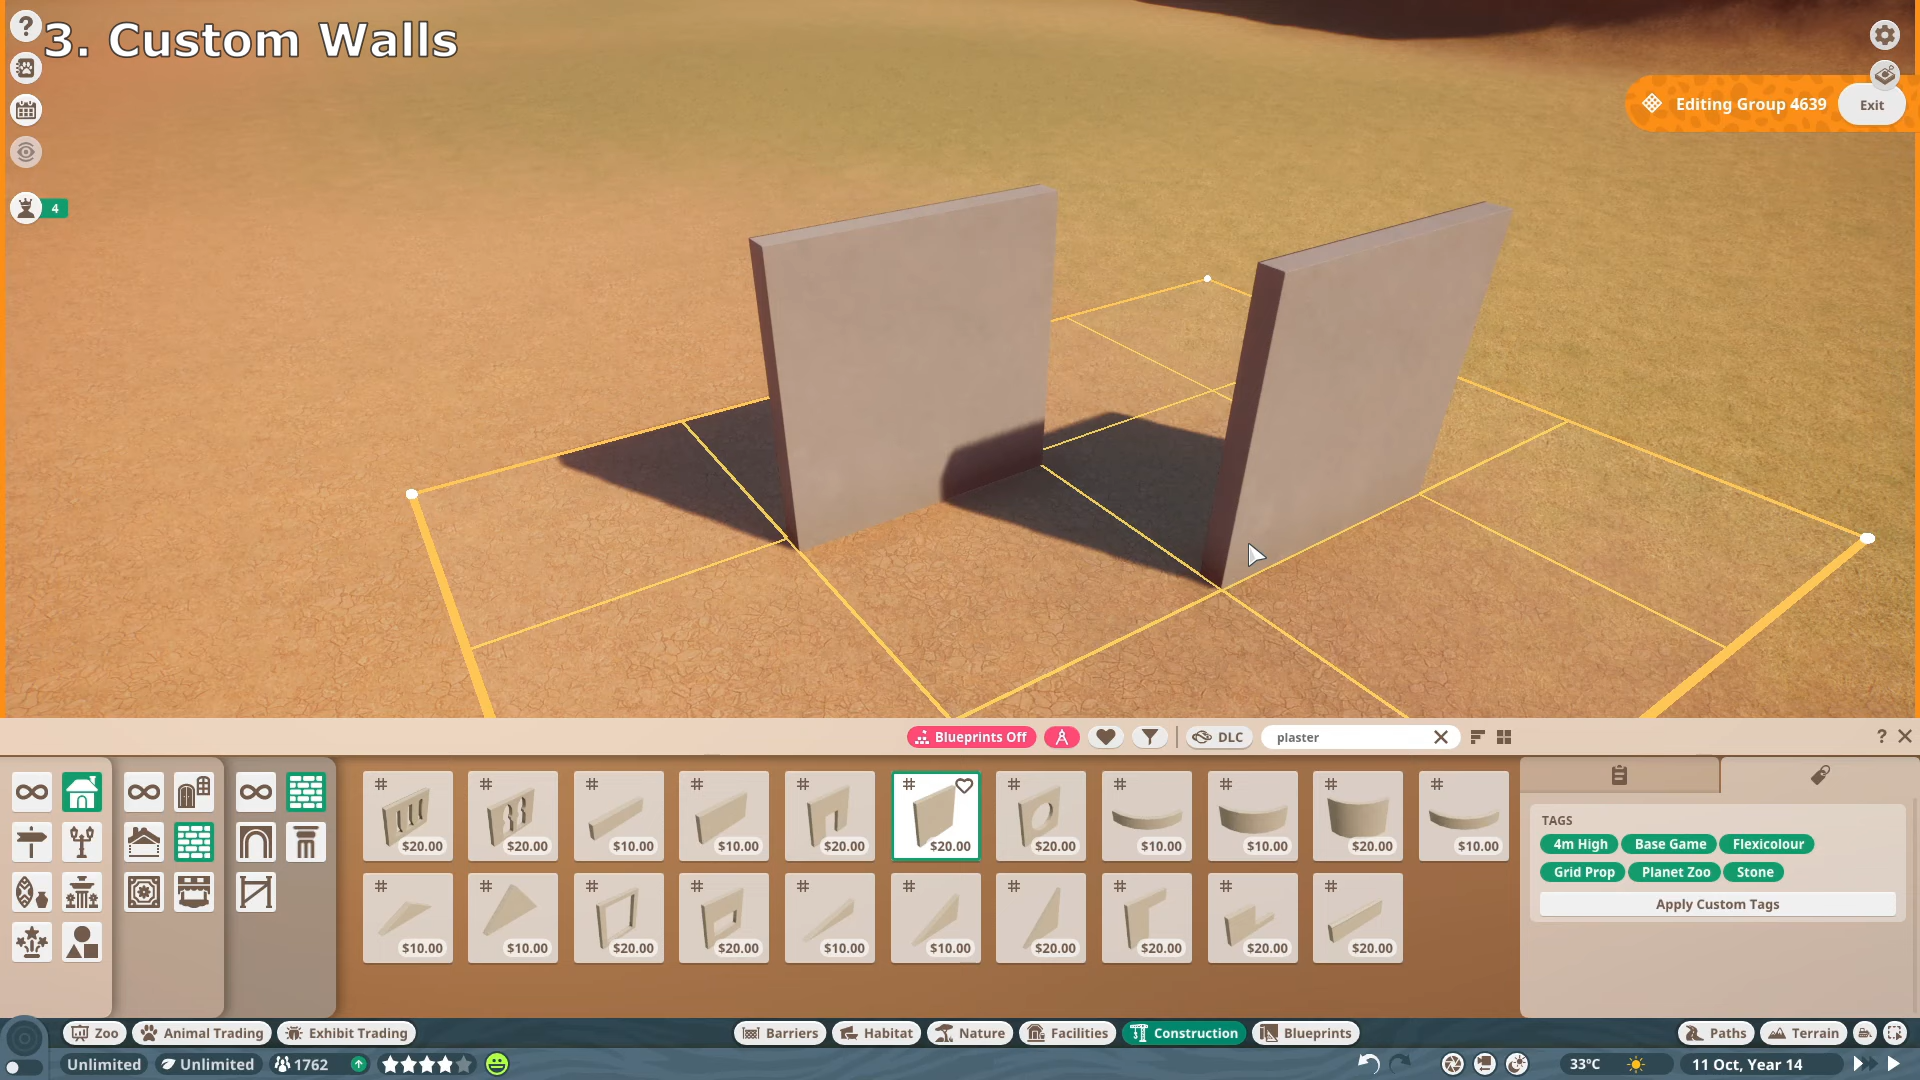 3. Custom Walls
Editing Group 4639
Exit
4
Blueprints Off
DLC
plaster
?
?
$20.00
$20.00
$10.00
$10.00
$20.00
$20.00
$20.00
$10.00
$10.00
$20.00
$10.00
$10.00
$10.00
$20.00
$20.00
$10.00
$10.00
$20.00
$20.00
$20.00
$20.00
TAGS
4m High
Base Game
Flexicolour
Grid Prop
Planet Zoo
Stone
Apply Custom Tags
Zoo
Animal Trading
Exhibit Trading
Barriers
Habitat
Nature
Facilities
Construction
Blueprints
Paths
Terrain
Unlimited
Unlimited
1762
33°C
11 Oct, Year 14